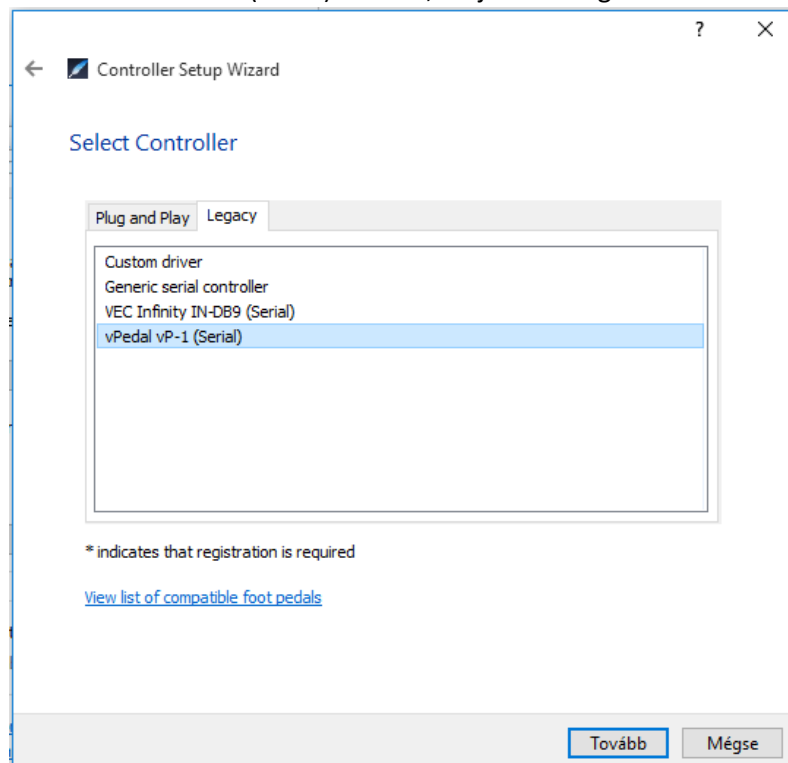 ?
Controller Setup Wizard
Select Controller
Plug and Play Legacy
Custom driver
Generic serial controller
VEC Infinity IN-DB9 (Serial)
vPedal vP-1 (Serial)
* indicates that registration is required
View list of compatible foot pedals
Tovább Mégse